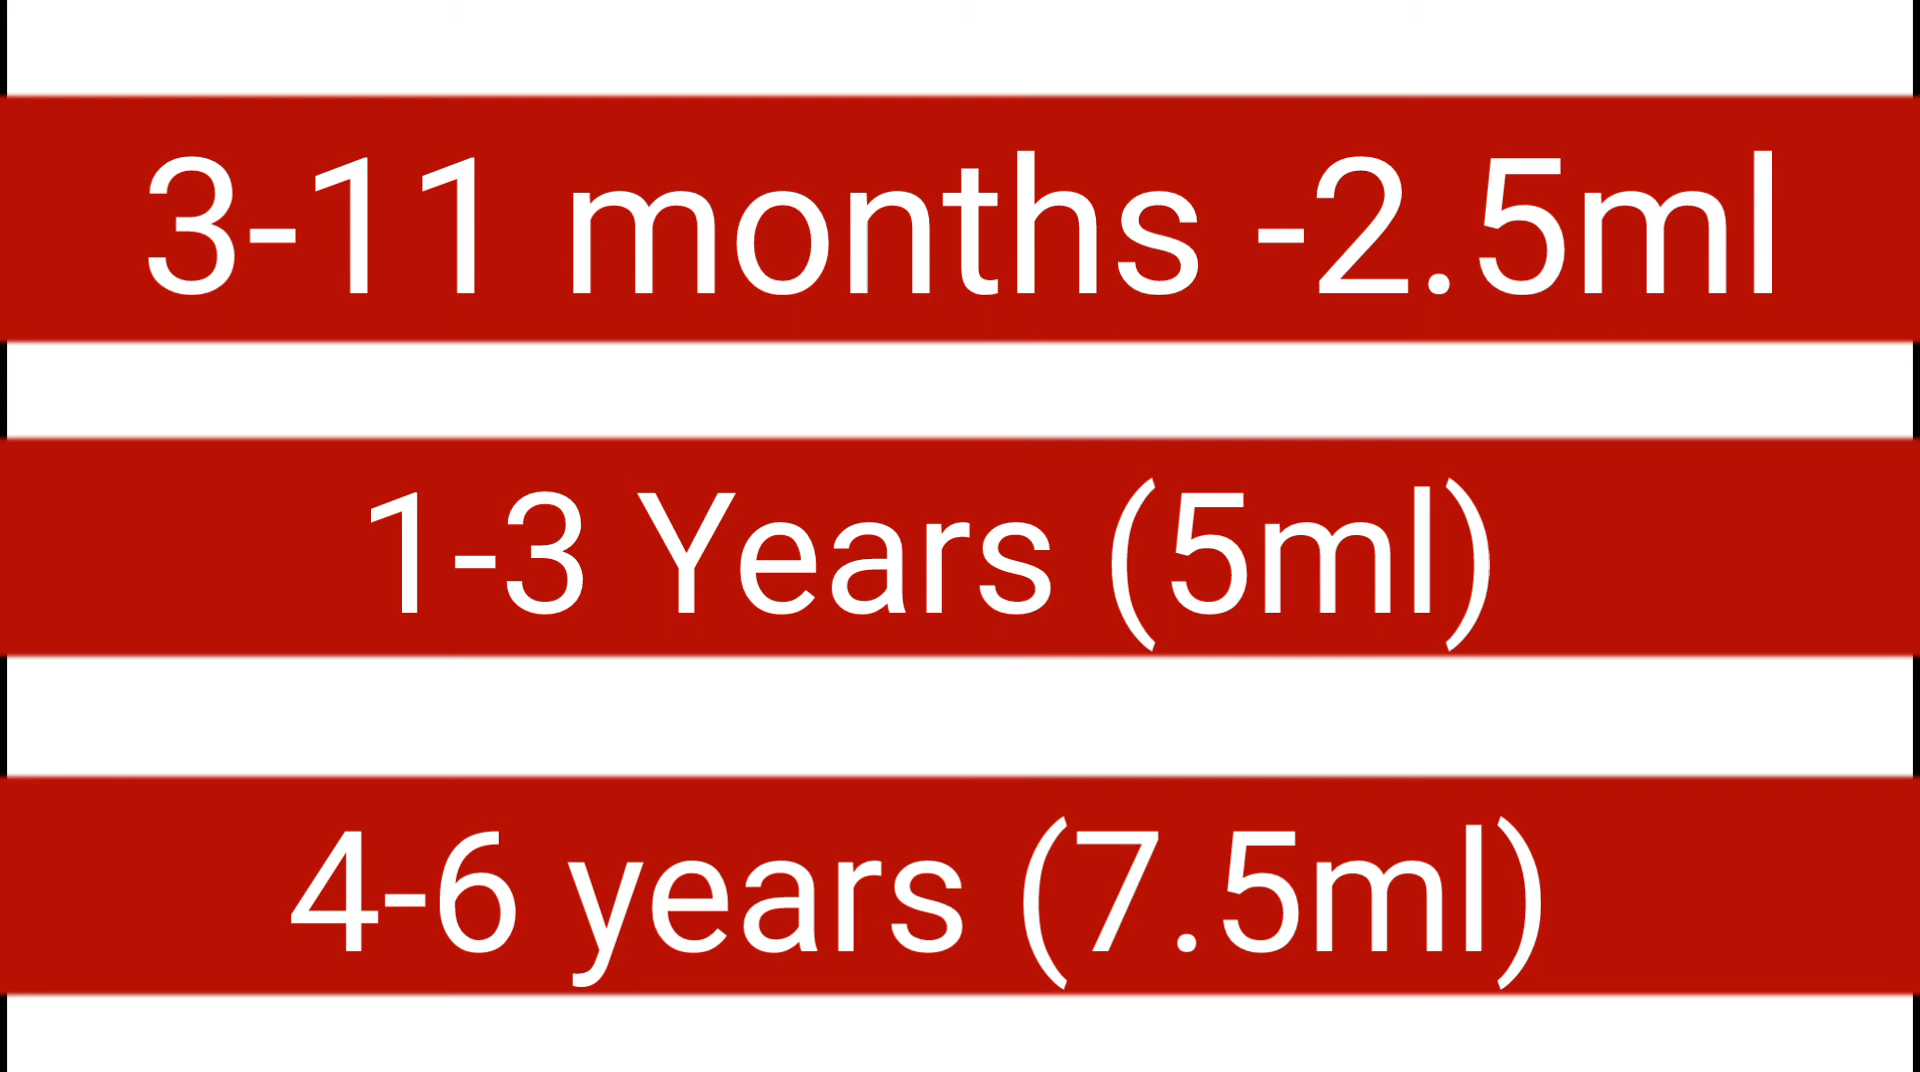 3-11 months -2.5ml
1-3 Years (5ml)
4-6 years (7.5ml)